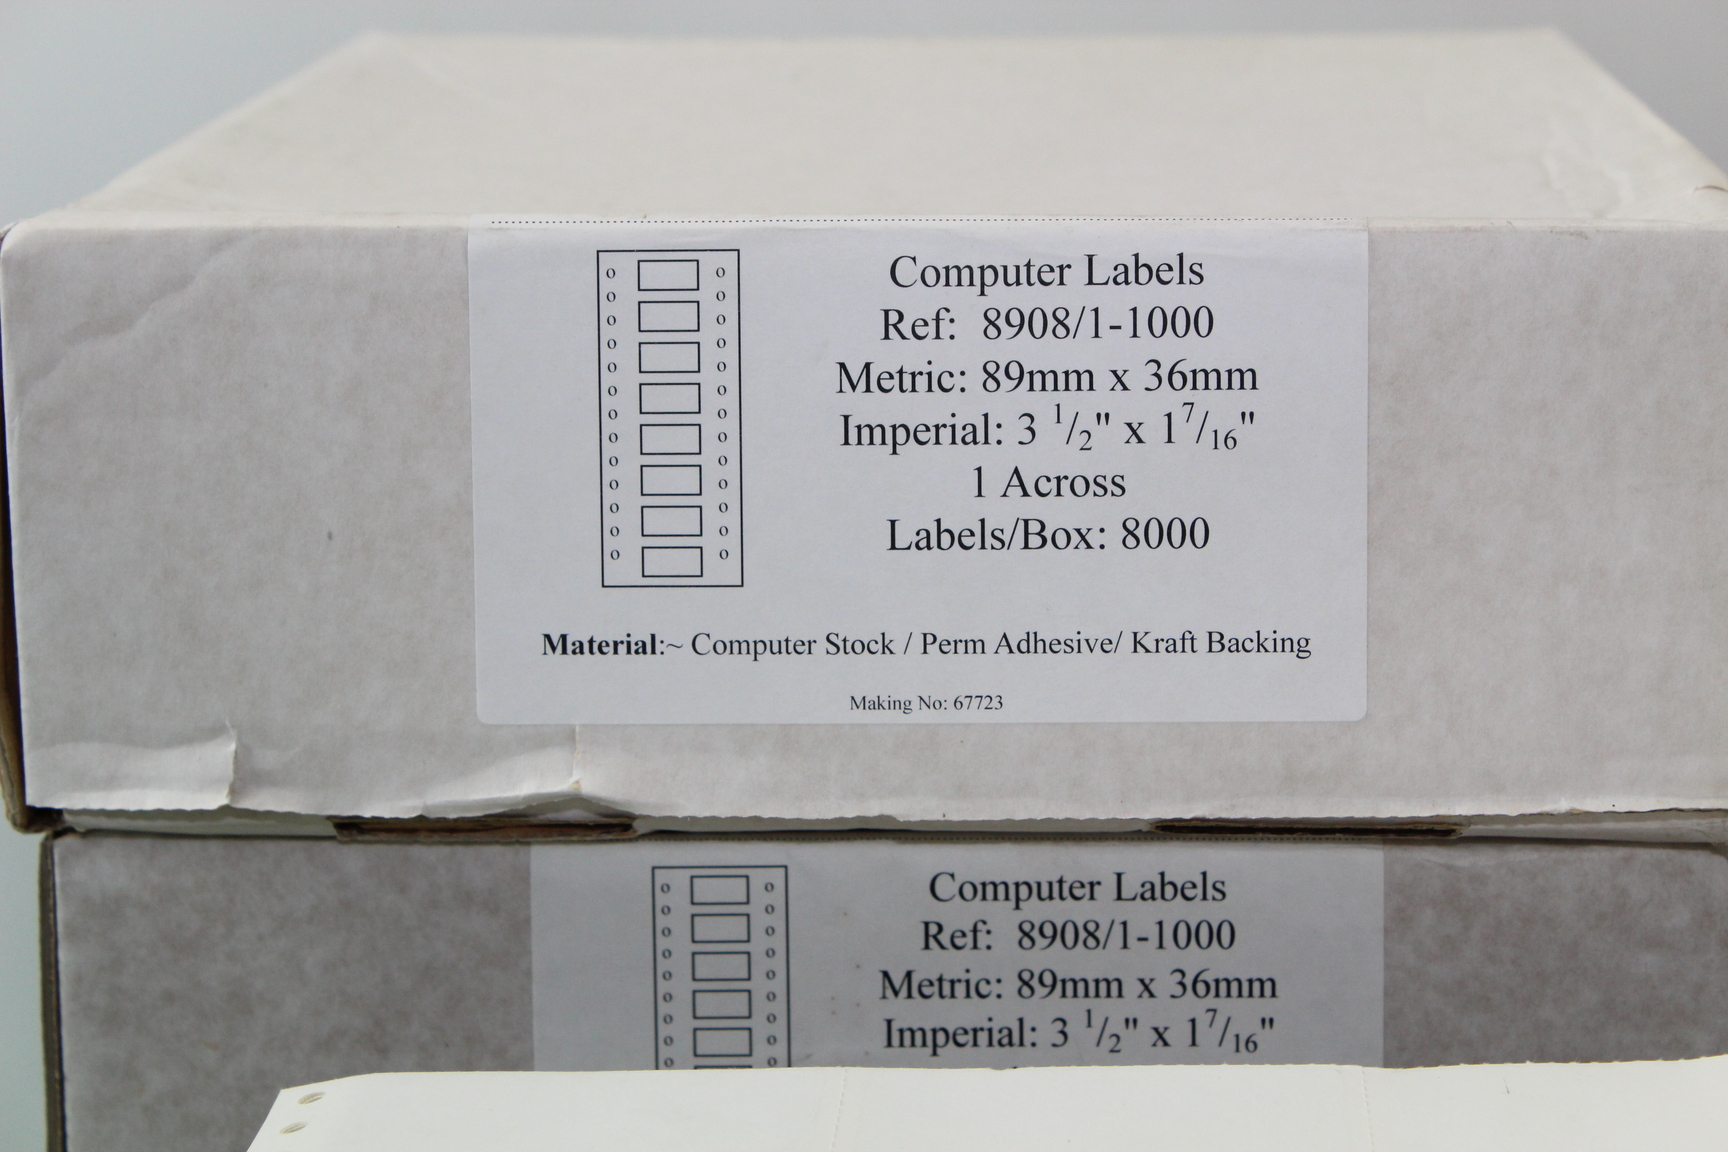 Computer Labels
Ref: 8908/1-1000
Metric: 89mm x 36mm
Imperial: 3 1/2" x 1 7/16"
1 Across
Labels/Box: 8000
Material:~ Computer Stock / Perm Adhesive/ Kraft Backing
Making No: 67723
Computer Labels
Ref: 8908/1-1000
Metric: 89mm x 36mm
Imperial: 3 1/2" x 1 7/16"